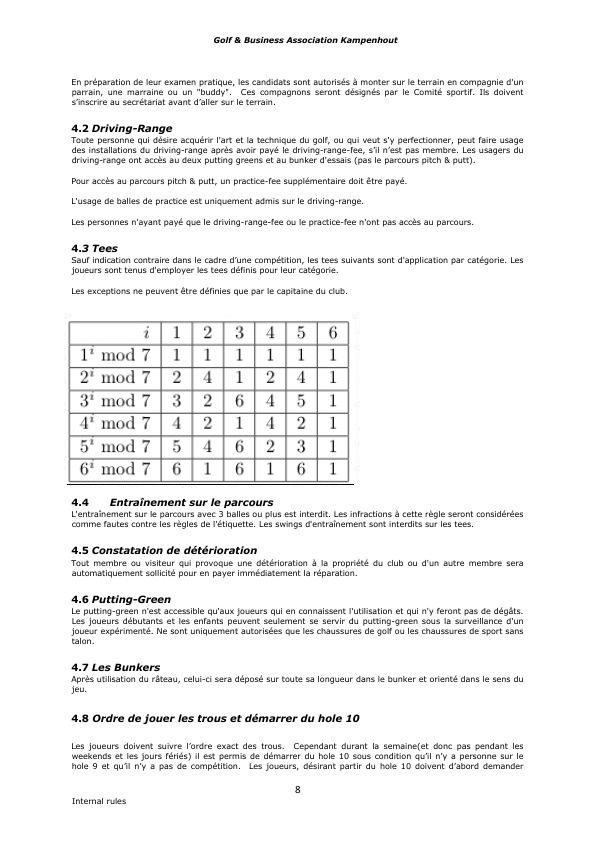 Golf & Business Association Kampenhout
En préparation de leur examen pratique, les candidats sont autorisés à monter sur le terrain en compagnie d'un
parrain, une marraine ou un "buddy". Ces compagnons seront désignés par le Comité sportif. Ils doivent
s'inscrire au secrétariat avant d'aller sur le terrain.
4.2 Driving-Range
Toute personne qui désire acquérir l'art et la technique du golf, ou qui veut s'y perfectionner, peut faire usage
des installations du driving-range après avoir payé le driving-range-fee, s'il n'est pas membre. Les usagers du
driving-range ont accès au deux putting greens et au bunker d'essais (pas le parcours pitch & putt).
Pour accès au parcours pitch & putt, un practice-fee supplémentaire doit être payé.
L'usage de balles de practice est uniquement admis sur le driving-range.
Les personnes n'ayant payé que le driving-range-fee ou le practice-fee n'ont pas accès au parcours.
4.3 Tees
Sauf indication contraire dans le cadre d'une compétition, les tees suivants sont d'application par catégorie. Les
joueurs sont tenus d'employer les tees définis pour leur catégorie.
Les exceptions ne peuvent être définies que par le capitaine du club.
i 1 2 3 4 5 6
1^i mod 7 1 1 1 1 1 1
2^i mod 7 2 4 1 2 4 1
3^i mod 7 3 2 6 4 5 1
4^i mod 7 4 2 1 4 2 1
5^i mod 7 5 4 6 2 3 1
6^i mod 7 6 1 6 1 6 1
4.4 Entraînement sur le parcours
L'entraînement sur le parcours avec 3 balles ou plus est interdit. Les infractions à cette règle seront considérées
comme fautes contre les règles de l'étiquette. Les swings d'entraînement sont interdits sur les tees.
4.5 Constatation de détérioration
Tout membre ou visiteur qui provoque une détérioration à la propriété du club ou d'un autre membre sera
automatiquement sollicité pour en payer immédiatement la réparation.
4.6 Putting-Green
Le putting-green n'est accessible qu'aux joueurs qui en connaissent l'utilisation et qui n'y feront pas de dégâts.
Les joueurs débutants et les enfants peuvent seulement se servir du putting-green sous la surveillance d'un
joueur expérimenté. Ne sont uniquement autorisées que les chaussures de golf ou les chaussures de sport sans
talon.
4.7 Les Bunkers
Après utilisation du râteau, celui-ci sera déposé sur toute sa longueur dans le bunker et orienté dans le sens du
jeu.
4.8 Ordre de jouer les trous et démarrer du hole 10
Les joueurs doivent suivre l'ordre exact des trous. Cependant durant la semaine(et donc pas pendant les
weekends et les jours fériés) il est permis de démarrer du hole 10 sous condition qu'il n'y a personne sur le
hole 9 et qu'il n'y a pas de compétition. Les joueurs, désirant partir du hole 10 doivent d'abord demander
8
Internal rules